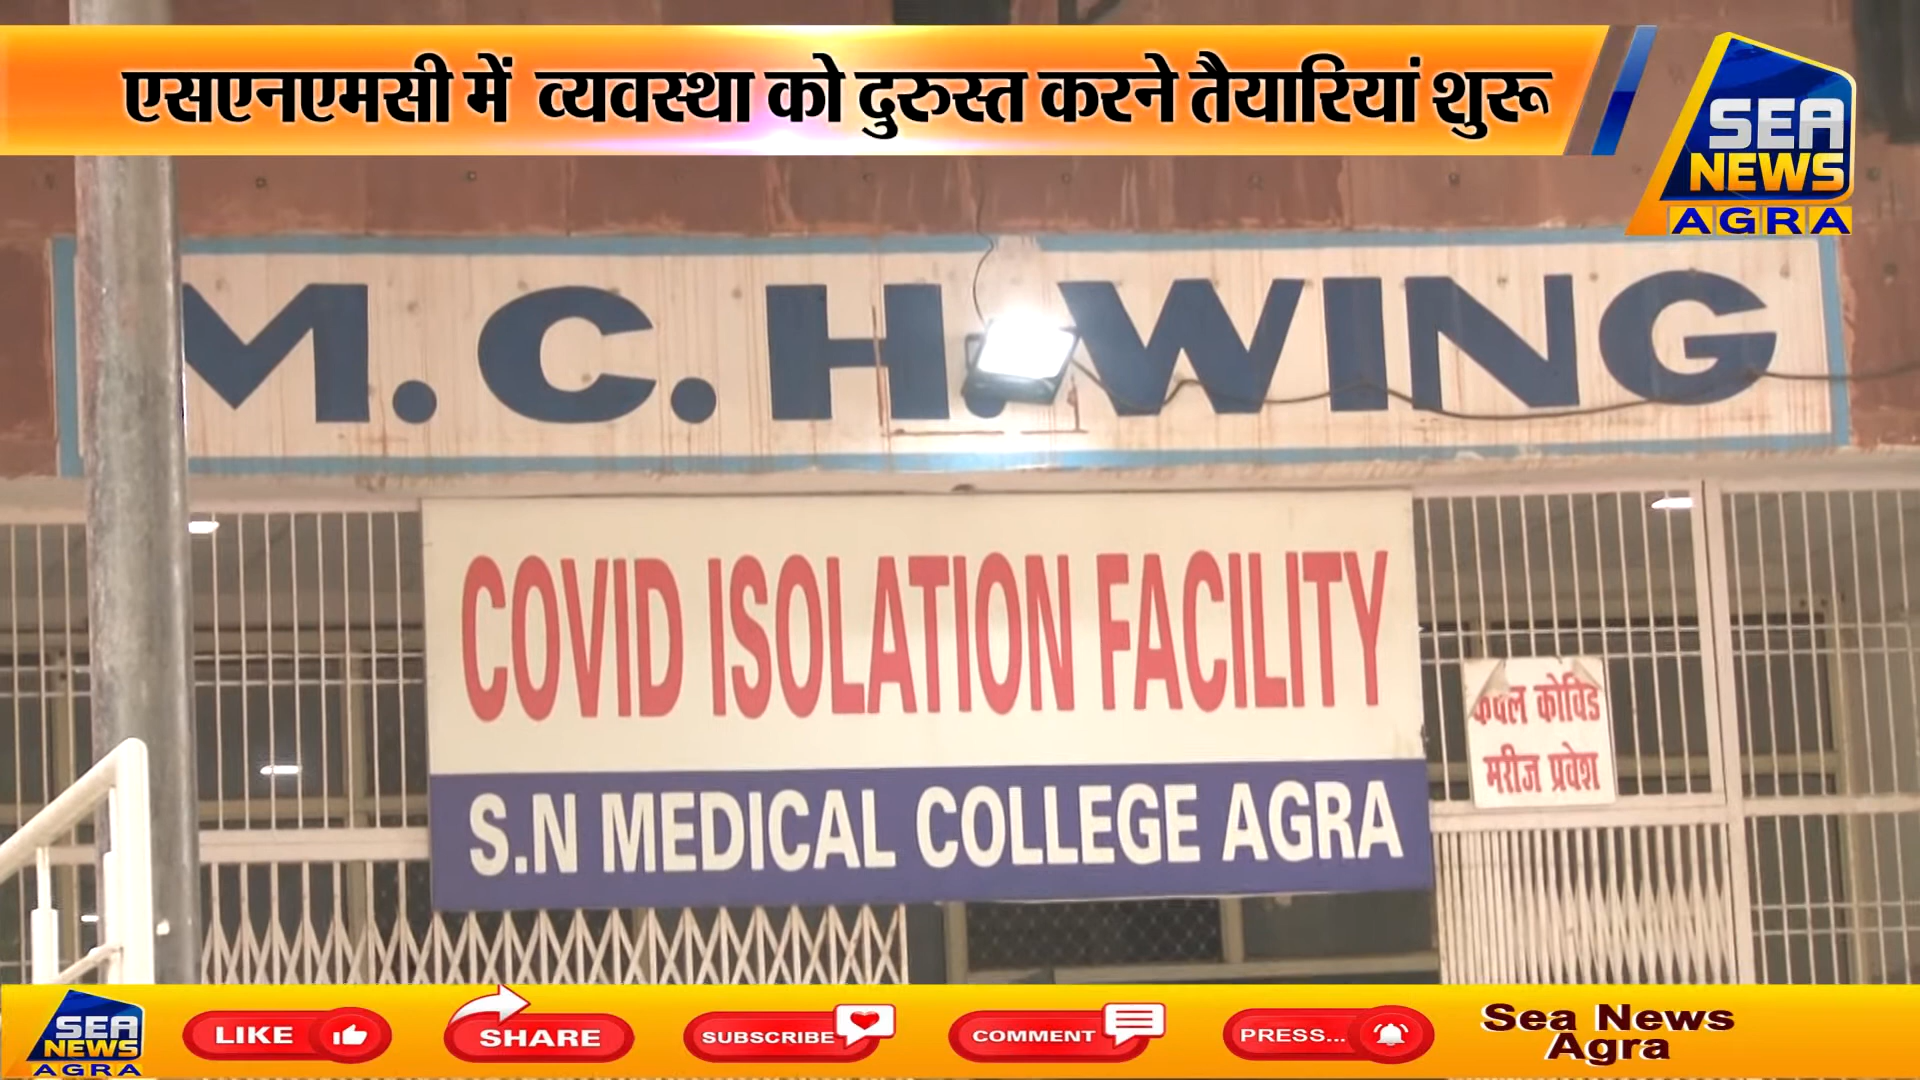 एसएनएमसी में व्यवस्था को दुरुस्त करने तैयारियां शुरू
SEA
NEWS
AGRA
M.C.H. WING
COVID ISOLATION FACILITY
S.N MEDICAL COLLEGE AGRA
केवल कोविड
मरीज प्रवेश
SEA
NEWS
AGRA
LIKE
SHARE
SUBSCRIBE
COMMENT
PRESS...
Sea News
Agra